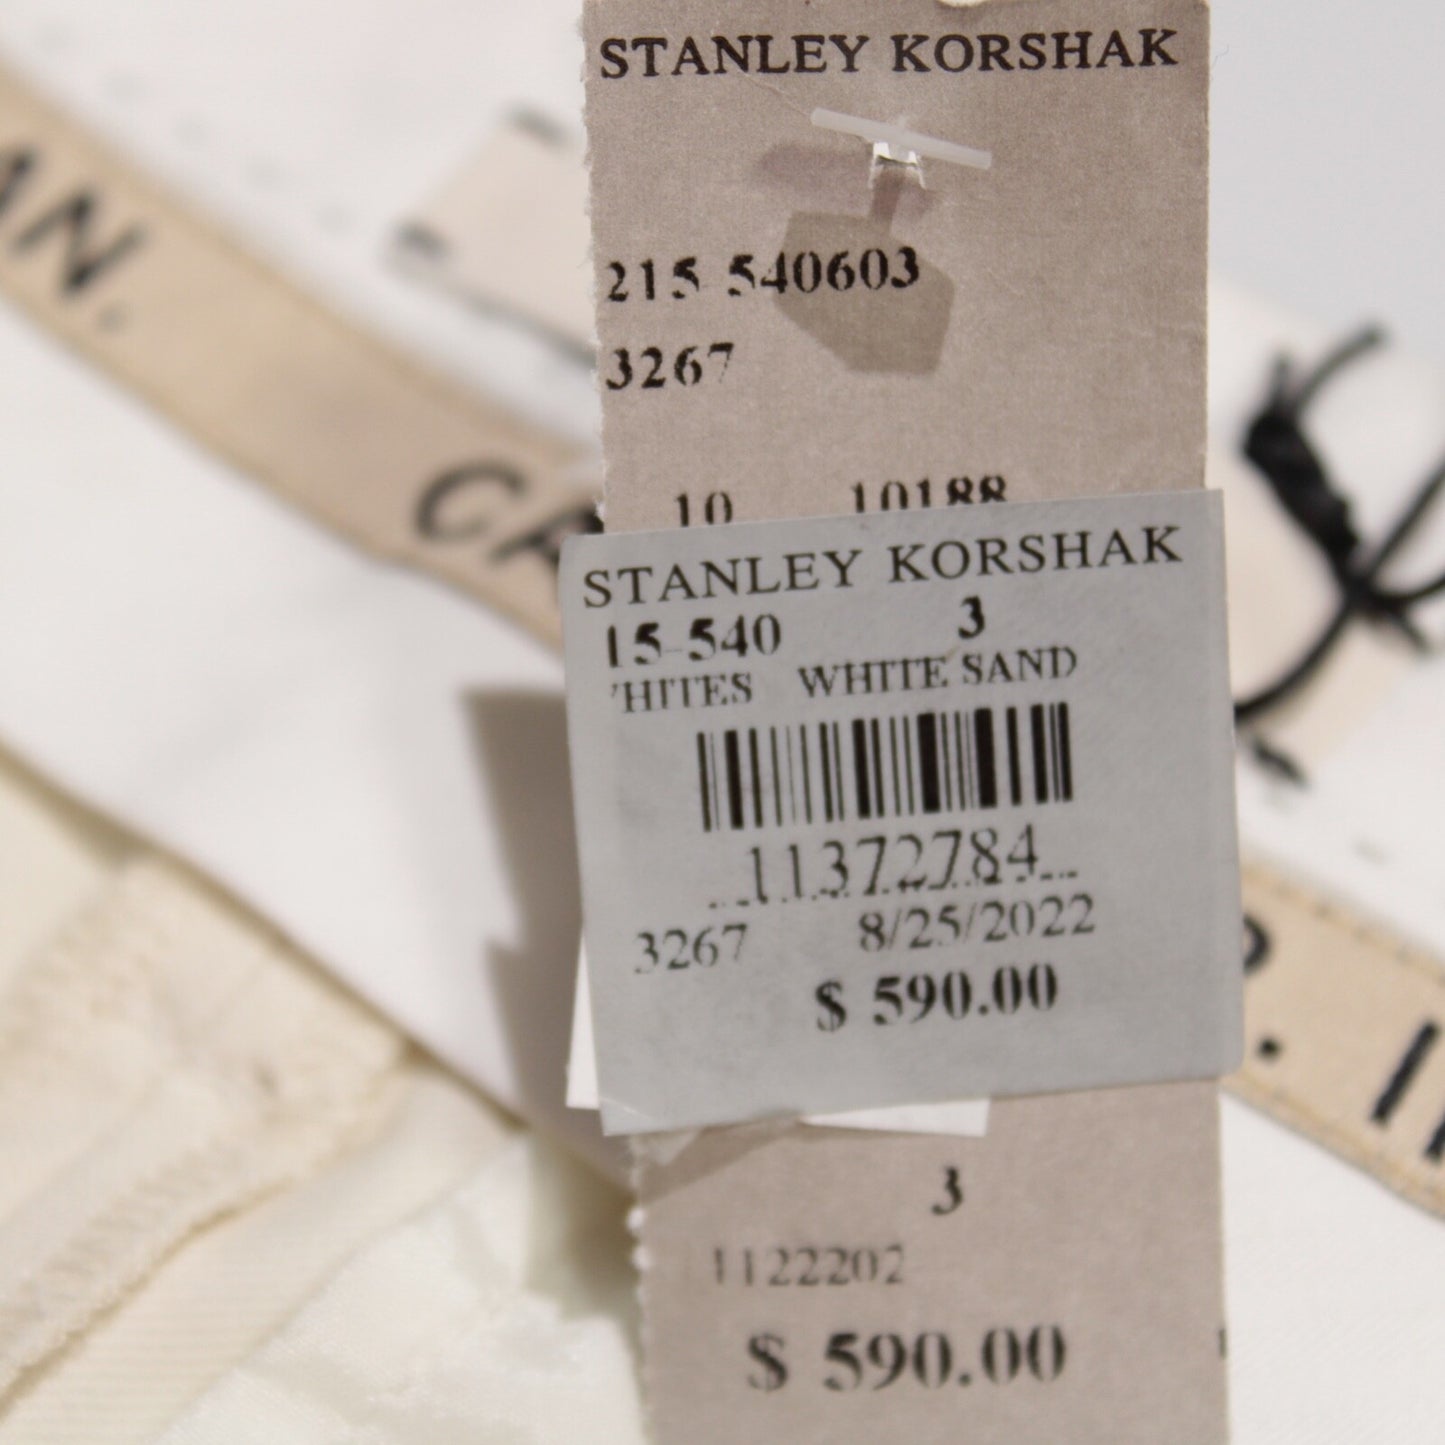 STANLEY KORSHAK
215 540603
3267
10 10188
STANLEY KORSHAK
15-540 3
WHITE SAND
11372784
3267 8/25/2022
$ 590.00
3
1122202
$ 590.00
AN.